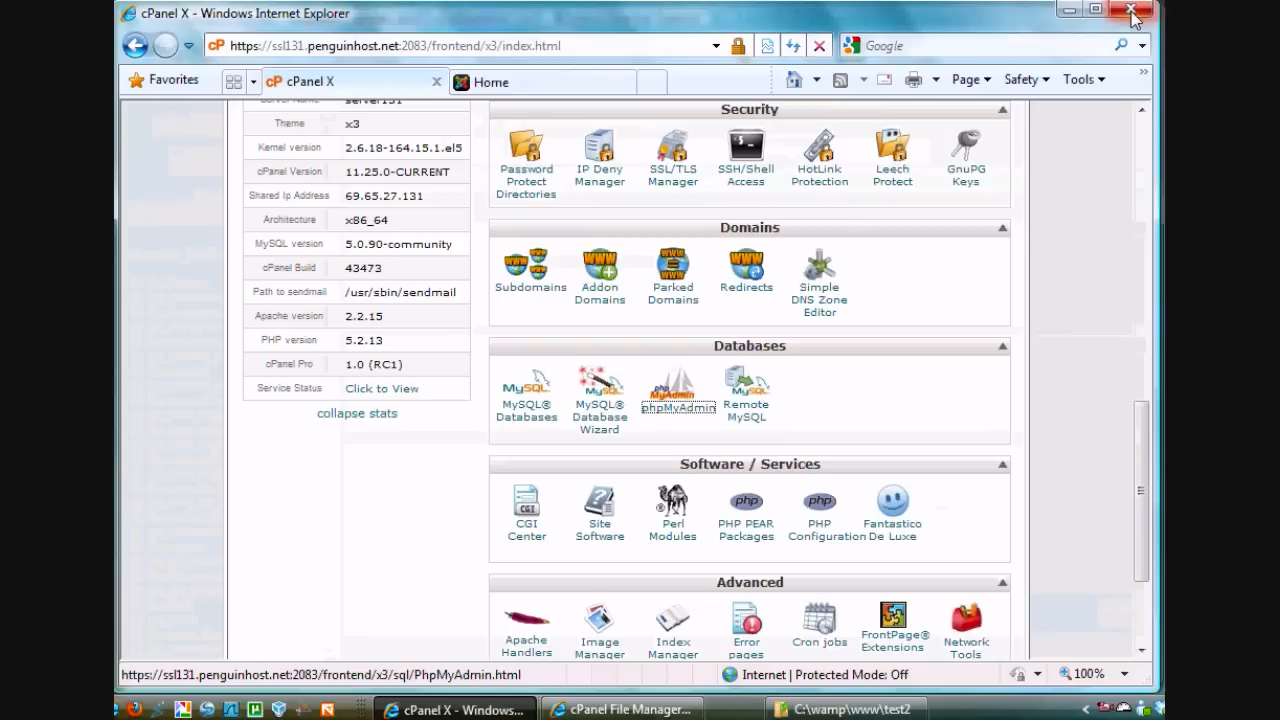 cPanel X - Windows Internet Explorer
https://ssl131.penguinhost.net:2083/frontend/x3/index.html
Google
Favorites
cPanel X
Home
Page
Safety
Tools
Server Name server131
Theme x3
Kernel version 2.6.18-164.15.1.el5
cPanel Version 11.25.0-CURRENT
Shared Ip Address 69.65.27.131
Architecture x86_64
MySQL version 5.0.90-community
cPanel Build 43473
Path to sendmail /usr/sbin/sendmail
Apache version 2.2.15
PHP version 5.2.13
cPanel Pro 1.0 (RC1)
Service Status Click to View
collapse stats
Security
Password Protect Directories
IP Deny Manager
SSL/TLS Manager
SSH/Shell Access
HotLink Protection
Leech Protect
GnuPG Keys
Domains
Subdomains
Addon Domains
Parked Domains
Redirects
Simple DNS Zone Editor
Databases
MySQL® Databases
MySQL® Database Wizard
phpMyAdmin
Remote MySQL
Software / Services
CGI Center
Site Software
Perl Modules
PHP PEAR Packages
PHP Configuration
Fantastico De Luxe
Advanced
Apache Handlers
Image Manager
Index Manager
Error pages
Cron jobs
FrontPage® Extensions
Network Tools
https://ssl131.penguinhost.net:2083/frontend/x3/sql/PhpMyAdmin.html
Internet | Protected Mode: Off
100%
cPanel X - Windows...
cPanel File Manager...
C:\wamp\www\test2